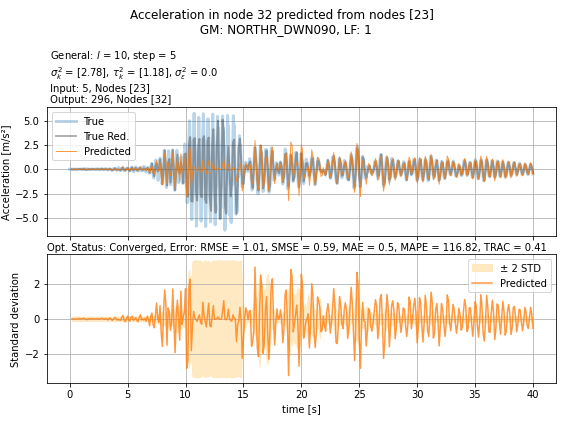 Acceleration in node 32 predicted from nodes [23]
GM: NORTHR_DWN090, LF: 1
General: l = 10, step = 5
σ²ₖ = [2.78], τ²ₖ = [1.18], σ²ε = 0.0
Input: 5, Nodes [23]
Output: 296, Nodes [32]
Acceleration [m/s²]
5.0
2.5
0.0
−2.5
−5.0
True
True Red.
Predicted
Opt. Status: Converged, Error: RMSE = 1.01, SMSE = 0.59, MAE = 0.5, MAPE = 116.82, TRAC = 0.41
Standard deviation
2
0
−2
± 2 STD
Predicted
0 5 10 15 20 25 30 35 40
time [s]